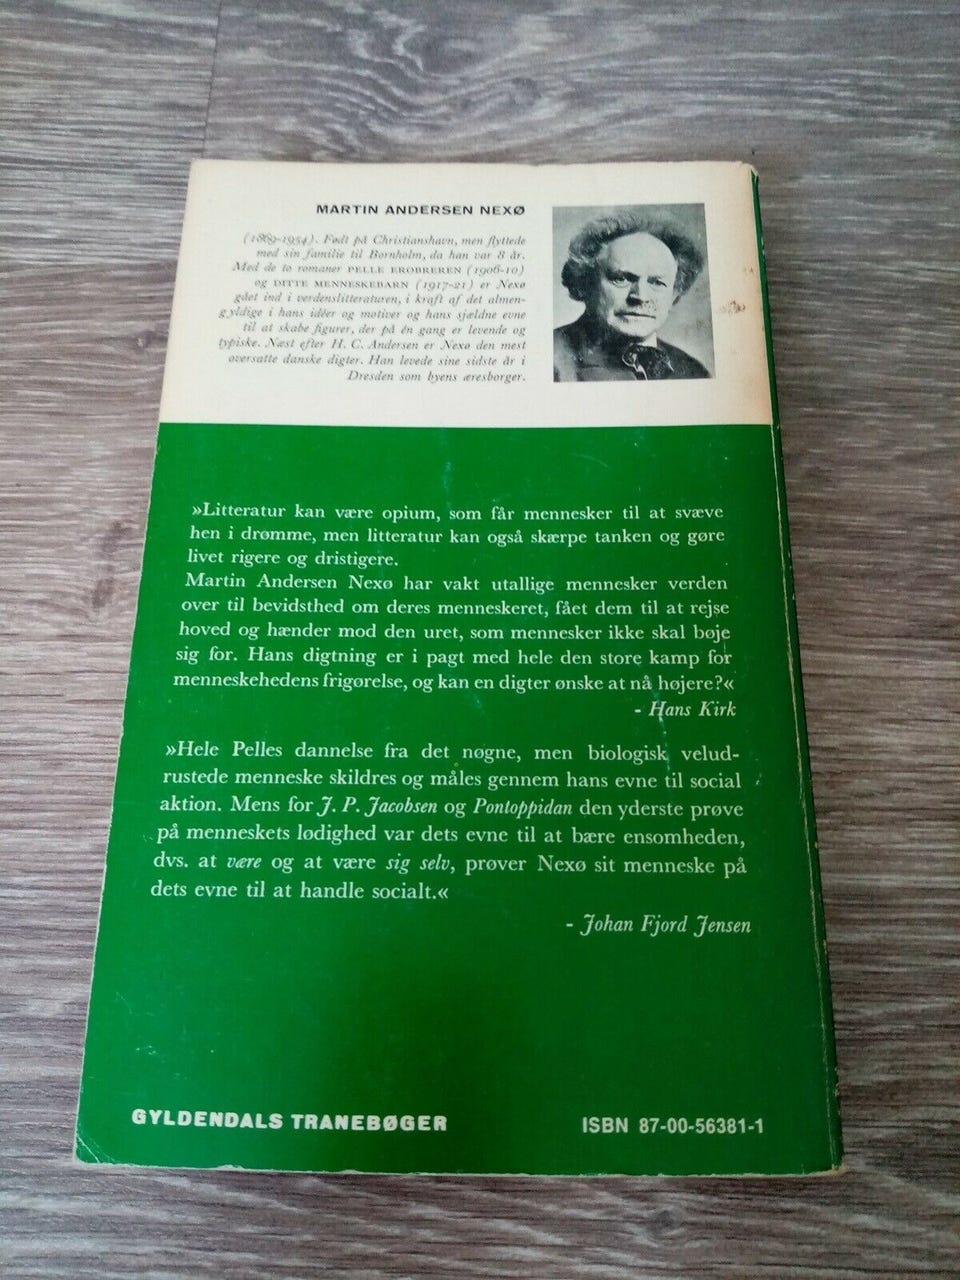 MARTIN ANDERSEN NEXØ
(1869-1954). Født på Christianshavn, men flyttede
med sin familie til Bornholm, da han var 8 år.
Med de to romaner PELLE EROBREREN (1906-10)
og DITTE MENNESKEBARN (1917-21) er Nexø
gået ind i verdenslitteraturen, i kraft af det almen-
gyldige i hans idéer og motiver og hans sjældne evne
til at skabe figurer, der på én gang er levende og
typiske. Næst efter H. C. Andersen er Nexø den mest
oversatte danske digter. Han levede sine sidste år i
Dresden som byens æresborger.
»Litteratur kan være opium, som får mennesker til at svæve
hen i drømme, men litteratur kan også skærpe tanken og gøre
livet rigere og dristigere.
Martin Andersen Nexø har vakt utallige mennesker verden
over til bevidsthed om deres menneskeret, fået dem til at rejse
hoved og hænder mod den uret, som mennesker ikke skal bøje
sig for. Hans digtning er i pagt med hele den store kamp for
menneskehedens frigørelse, og kan en digter ønske at nå højere?«
- Hans Kirk
»Hele Pelles dannelse fra det nøgne, men biologisk velud-
rustede menneske skildres og måles gennem hans evne til social
aktion. Mens for J. P. Jacobsen og Pontoppidan den yderste prøve
på menneskets lødighed var dets evne til at bære ensomheden,
dvs. at være og at være sig selv, prøver Nexø sit menneske på
dets evne til at handle socialt.«
- Johan Fjord Jensen
GYLDENDALS TRANEBØGER
ISBN 87-00-56381-1